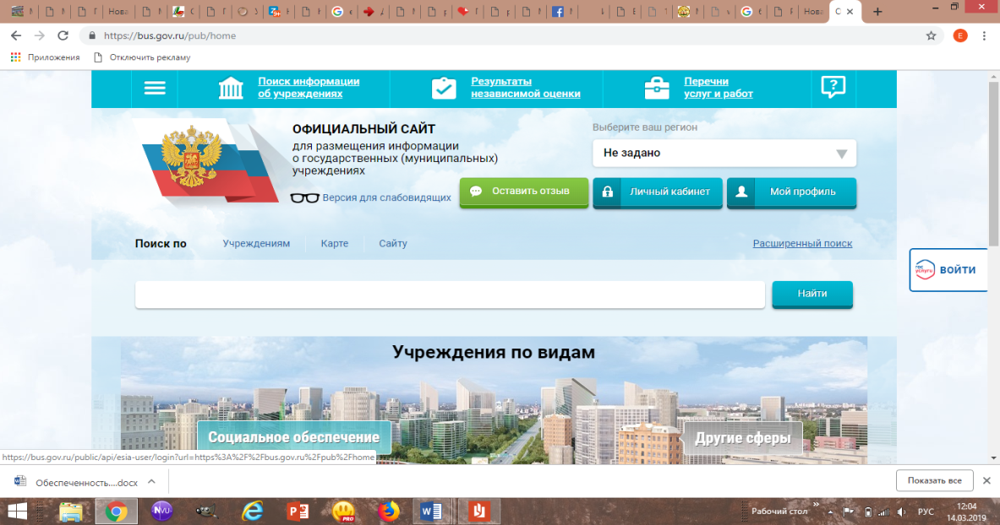 Нова
Нова
https://bus.gov.ru/pub/home
Приложения
Отключить рекламу
Поиск информации
об учреждениях
Результаты
независимой оценки
Перечни
услуг и работ
ОФИЦИАЛЬНЫЙ САЙТ
для размещения информации
о государственных (муниципальных)
учреждениях
Версия для слабовидящих
Выберите ваш регион
Не задано
Оставить отзыв
Личный кабинет
Мой профиль
Поиск по
Учреждениям
Карте
Сайту
Расширенный поиск
гос услуги
ВОЙТИ
Найти
Учреждения по видам
Социальное обеспечение
Другие сферы
https://bus.gov.ru/public/api/esia-user/login?url=https%3A%2F%2Fbus.gov.ru%2Fpub%2Fhome
Обеспеченность....docx
Показать все
Рабочий стол
РУС
12:04
14.03.2019